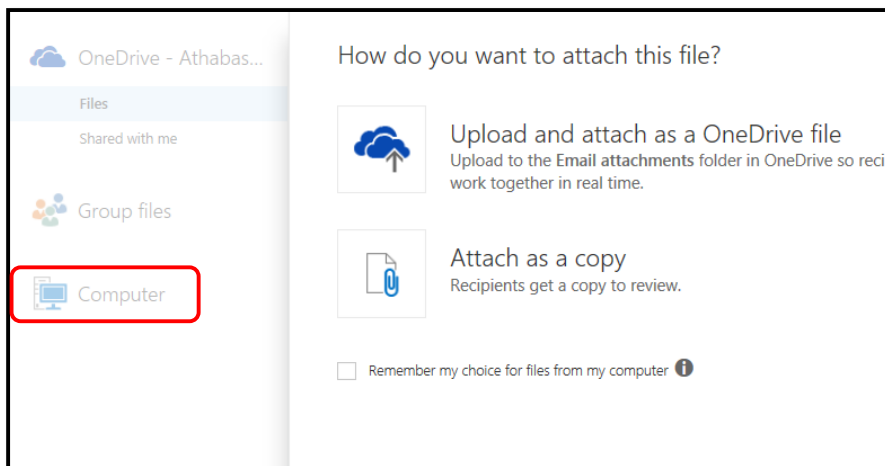 OneDrive - Athabas...
Files
Shared with me
Group files
Computer
How do you want to attach this file?
Upload and attach as a OneDrive file
Upload to the Email attachments folder in OneDrive so reci
work together in real time.
Attach as a copy
Recipients get a copy to review.
Remember my choice for files from my computer